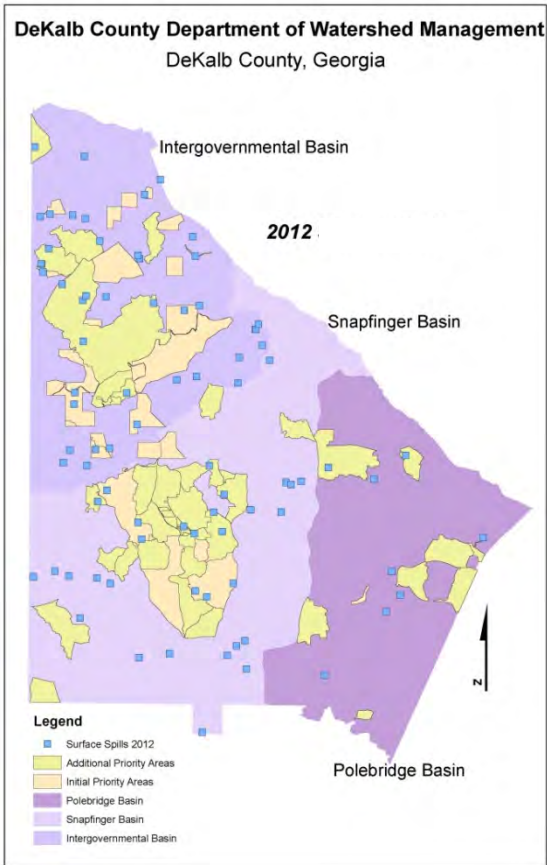 DeKalb County Department of Watershed Management
DeKalb County, Georgia
Intergovernmental Basin
2012
Snapfinger Basin
N
Polebridge Basin
Legend
Surface Spills 2012
Additional Priority Areas
Initial Priority Areas
Polebridge Basin
Snapfinger Basin
Intergovernmental Basin